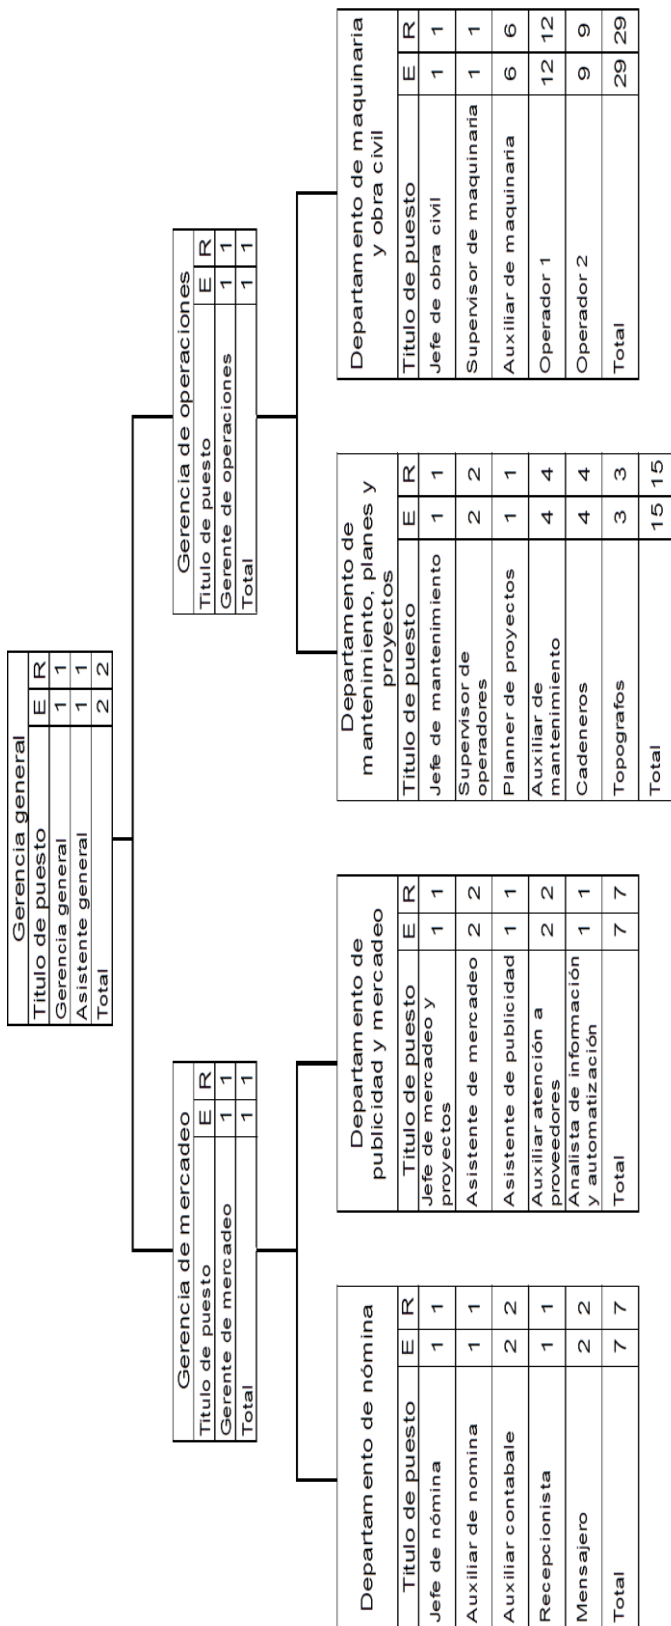 Gerencia general
Titulo de puesto E R
Gerencia general 1 1
Asistente general 1 1
Total 2 2
Gerencia de mercadeo
Titulo de puesto E R
Gerente de mercadeo 1 1
Total 1 1
Gerencia de operaciones
Titulo de puesto E R
Gerente de operaciones 1 1
Total 1 1
Departamento de nómina
Titulo de puesto E R
Jefe de nómina 1 1
Auxiliar de nomina 1 1
Auxiliar contabale 2 2
Recepcionista 1 1
Mensajero 2 2
Total 7 7
Departamento de
publicidad y mercadeo
Titulo de puesto E R
Jefe de mercadeo y
proyectos 1 1
Asistente de mercadeo 2 2
Asistente de publicidad 1 1
Auxiliar atención a
proveedores 2 2
Analista de información
y automatización 1 1
Total 7 7
Departamento de
mantenimiento, planes y
proyectos
Titulo de puesto E R
Jefe de mantenimiento 1 1
Supervisor de
operadores 2 2
Planner de proyectos 1 1
Auxiliar de
mantenimiento 4 4
Cadeneros 4 4
Topografos 3 3
Total 15 15
Departamento de maquinaria
y obra civil
Titulo de puesto E R
Jefe de obra civil 1 1
Supervisor de maquinaria 1 1
Auxiliar de maquinaria 6 6
Operador 1 12 12
Operador 2 9 9
Total 29 29